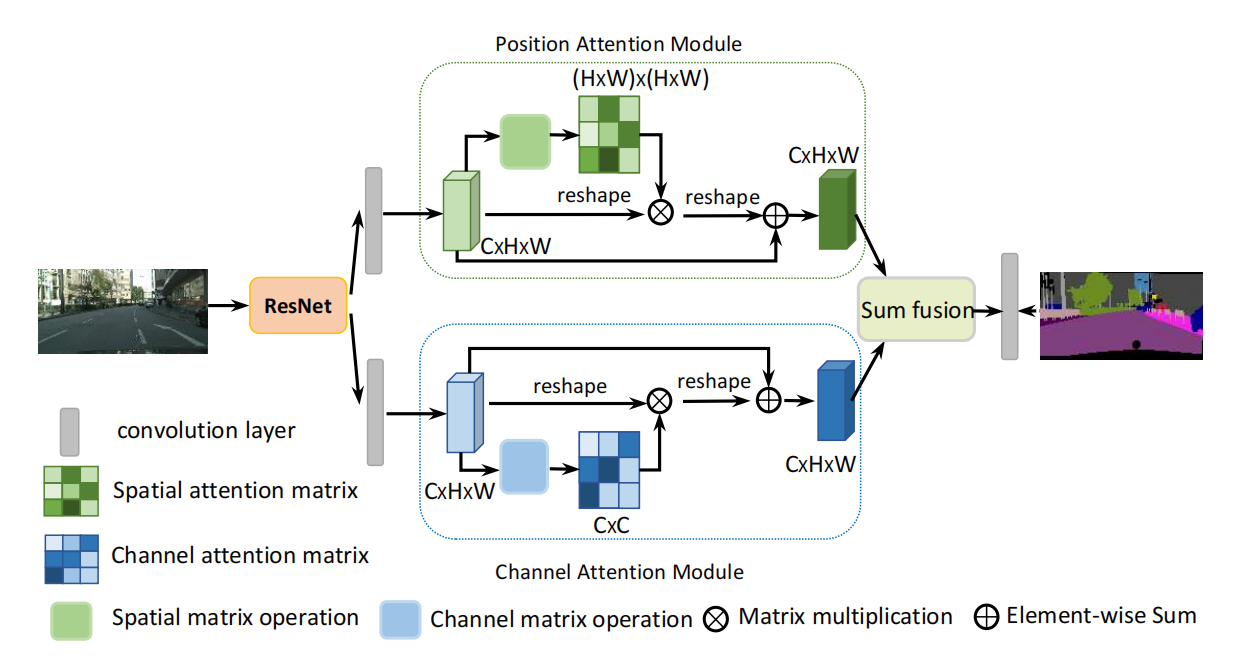 Position Attention Module
(HxW)x(HxW)
CxHxW
reshape
reshape
CxHxW
ResNet
Sum fusion
reshape
reshape
CxHxW
CxHxW
CxC
Channel Attention Module
convolution layer
Spatial attention matrix
Channel attention matrix
Spatial matrix operation
Channel matrix operation
Matrix multiplication
Element-wise Sum